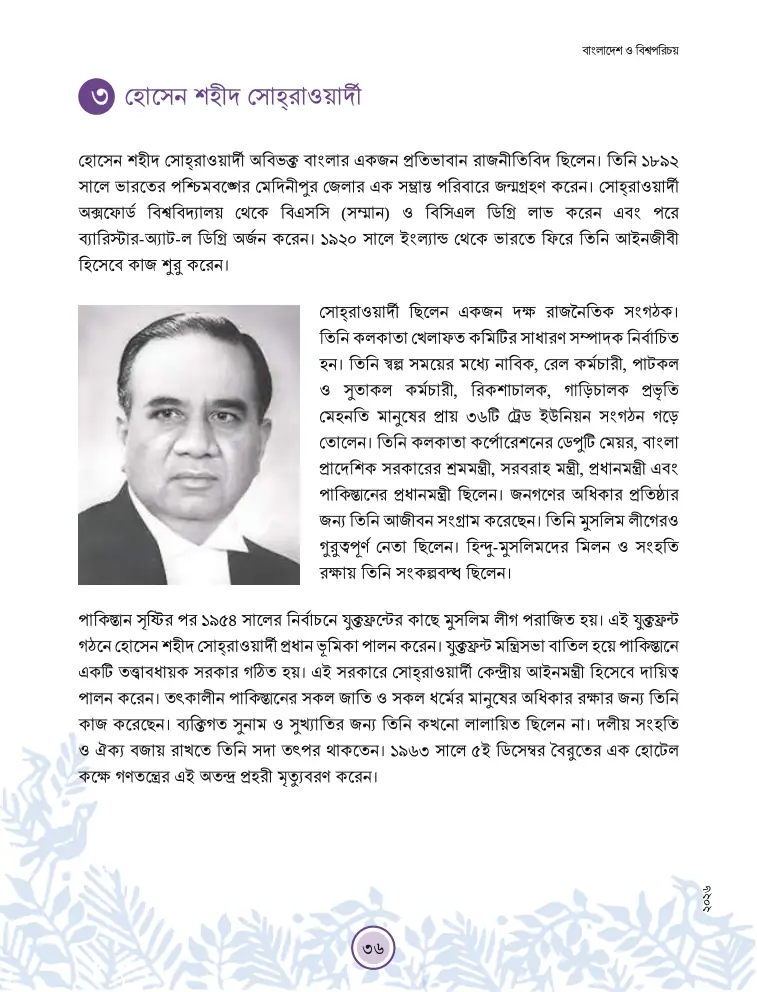 বাংলাদেশ ও বিশ্বপরিচয়
৩ হোসেন শহীদ সোহ্‌রাওয়ার্দী
হোসেন শহীদ সোহ্‌রাওয়ার্দী অবিভক্ত বাংলার একজন প্রতিভাবান রাজনীতিবিদ ছিলেন। তিনি ১৮৯২
সালে ভারতের পশ্চিমবঙ্গের মেদিনীপুর জেলার এক সম্ভ্রান্ত পরিবারে জন্মগ্রহণ করেন। সোহ্‌রাওয়ার্দী
অক্সফোর্ড বিশ্ববিদ্যালয় থেকে বিএসসি (সম্মান) ও বিসিএল ডিগ্রি লাভ করেন এবং পরে
ব্যারিস্টার-অ্যাট-ল ডিগ্রি অর্জন করেন। ১৯২০ সালে ইংল্যান্ড থেকে ভারতে ফিরে তিনি আইনজীবী
হিসেবে কাজ শুরু করেন।
সোহ্‌রাওয়ার্দী ছিলেন একজন দক্ষ রাজনৈতিক সংগঠক।
তিনি কলকাতা খেলাফত কমিটির সাধারণ সম্পাদক নির্বাচিত
হন। তিনি স্বল্প সময়ের মধ্যে নাবিক, রেল কর্মচারী, পাটকল
ও সুতাকল কর্মচারী, রিকশাচালক, গাড়িচালক প্রভৃতি
মেহনতি মানুষের প্রায় ৩৬টি ট্রেড ইউনিয়ন সংগঠন গড়ে
তোলেন। তিনি কলকাতা কর্পোরেশনের ডেপুটি মেয়র, বাংলা
প্রাদেশিক সরকারের শ্রমমন্ত্রী, সরবরাহ মন্ত্রী, প্রধানমন্ত্রী এবং
পাকিস্তানের প্রধানমন্ত্রী ছিলেন। জনগণের অধিকার প্রতিষ্ঠার
জন্য তিনি আজীবন সংগ্রাম করেছেন। তিনি মুসলিম লীগেরও
গুরুত্বপূর্ণ নেতা ছিলেন। হিন্দু-মুসলিমদের মিলন ও সংহতি
রক্ষায় তিনি সংকল্পবদ্ধ ছিলেন।
পাকিস্তান সৃষ্টির পর ১৯৫৪ সালের নির্বাচনে যুক্তফ্রন্টের কাছে মুসলিম লীগ পরাজিত হয়। এই যুক্তফ্রন্ট
গঠনে হোসেন শহীদ সোহ্‌রাওয়ার্দী প্রধান ভূমিকা পালন করেন। যুক্তফ্রন্ট মন্ত্রিসভা বাতিল হয়ে পাকিস্তানে
একটি তত্ত্বাবধায়ক সরকার গঠিত হয়। এই সরকারে সোহ্‌রাওয়ার্দী কেন্দ্রীয় আইনমন্ত্রী হিসেবে দায়িত্ব
পালন করেন। তৎকালীন পাকিস্তানের সকল জাতি ও সকল ধর্মের মানুষের অধিকার রক্ষার জন্য তিনি
কাজ করেছেন। ব্যক্তিগত সুনাম ও সুখ্যাতির জন্য তিনি কখনো লালায়িত ছিলেন না। দলীয় সংহতি
ও ঐক্য বজায় রাখতে তিনি সদা তৎপর থাকতেন। ১৯৬৩ সালে ৫ই ডিসেম্বর বৈরুতের এক হোটেল
কক্ষে গণতন্ত্রের এই অতন্দ্র প্রহরী মৃত্যুবরণ করেন।
২০২৬
৩৬